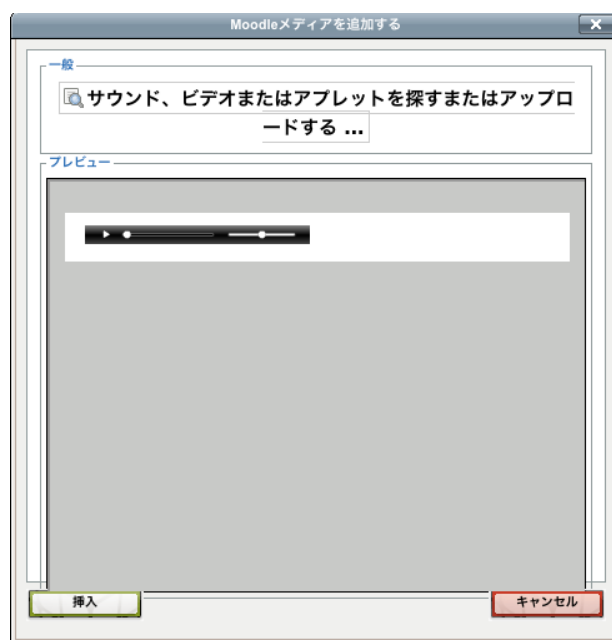 Moodleメディアを追加する
一般
サウンド、ビデオまたはアプレットを探すまたはアップロ
ードする ...
プレビュー
挿入
キャンセル